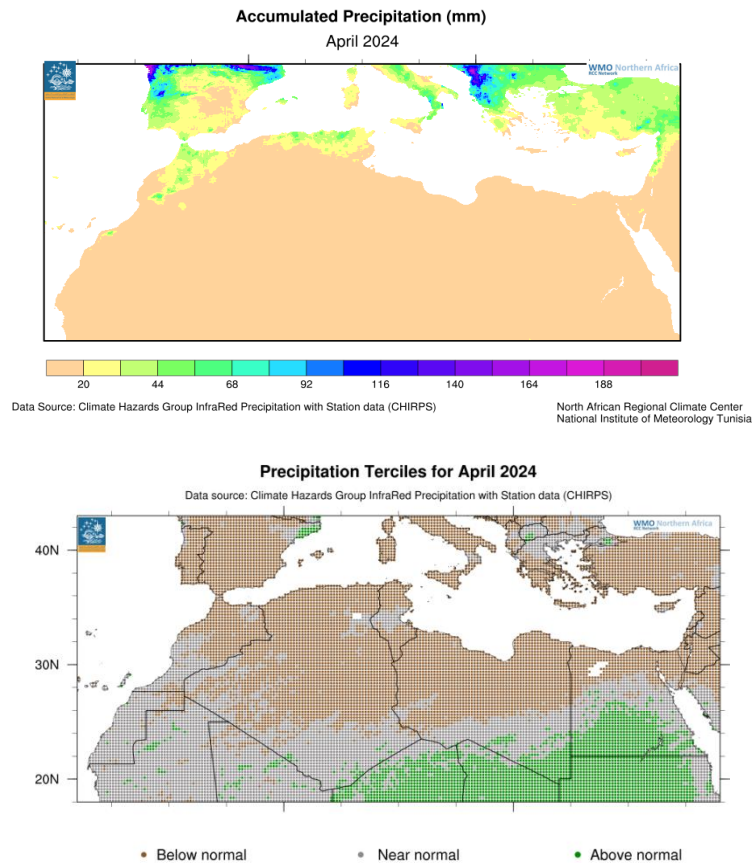 Accumulated Precipitation (mm)
April 2024
WMO Northern Africa
RCC Network
20 44 68 92 116 140 164 188
Data Source: Climate Hazards Group InfraRed Precipitation with Station data (CHIRPS)
North African Regional Climate Center
National Institute of Meteorology Tunisia
Precipitation Terciles for April 2024
Data source: Climate Hazards Group InfraRed Precipitation with Station data (CHIRPS)
WMO Northern Africa
RCC Network
40N
30N
20N
Below normal Near normal Above normal